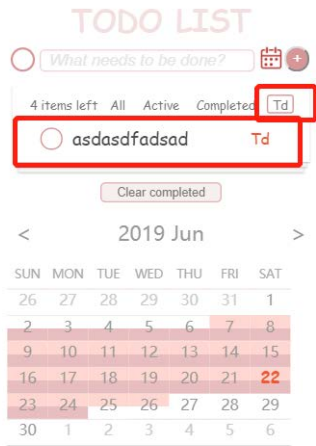 TODO LIST
What needs to be done? +
4 items left All Active Completed Td
asdasdfadsad Td
Clear completed
< 2019 Jun >
SUN MON TUE WED THU FRI SAT
26 27 28 29 30 31 1
2 3 4 5 6 7 8
9 10 11 12 13 14 15
16 17 18 19 20 21 22
23 24 25 26 27 28 29
30 1 2 3 4 5 6